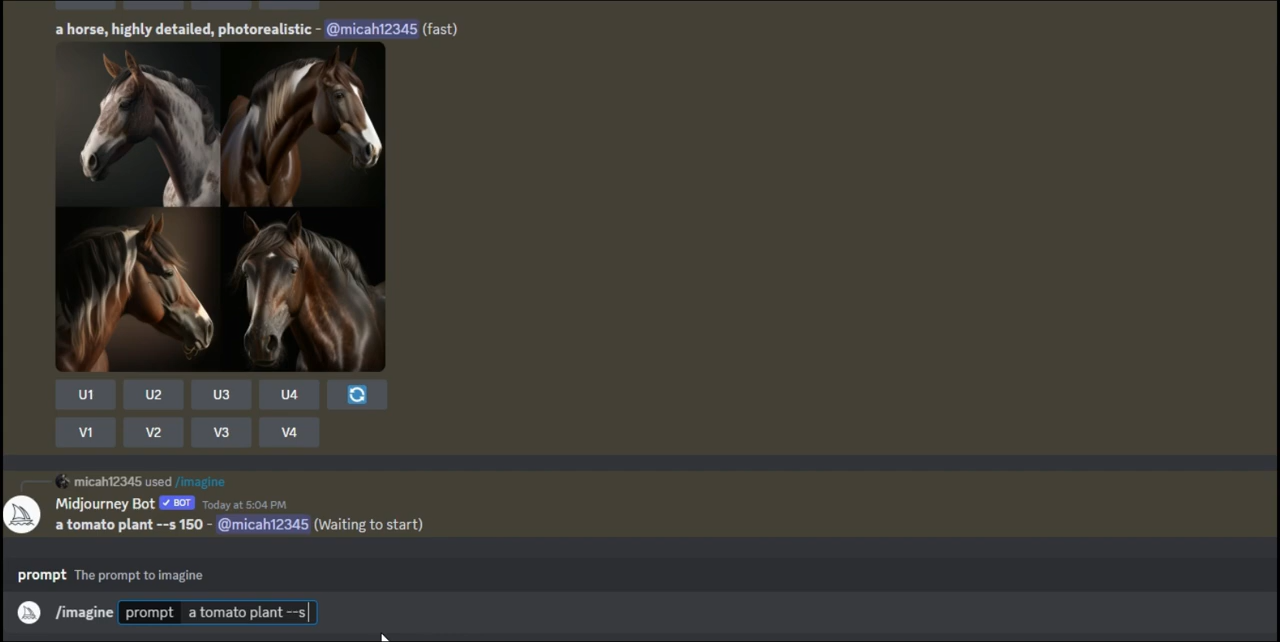 a horse, highly detailed, photorealistic - @micah12345 (fast)
U1 U2 U3 U4
V1 V2 V3 V4
micah12345 used /imagine
Midjourney Bot ✓ BOT Today at 5:04 PM
a tomato plant --s 150 - @micah12345 (Waiting to start)
prompt The prompt to imagine
/imagine prompt a tomato plant --s